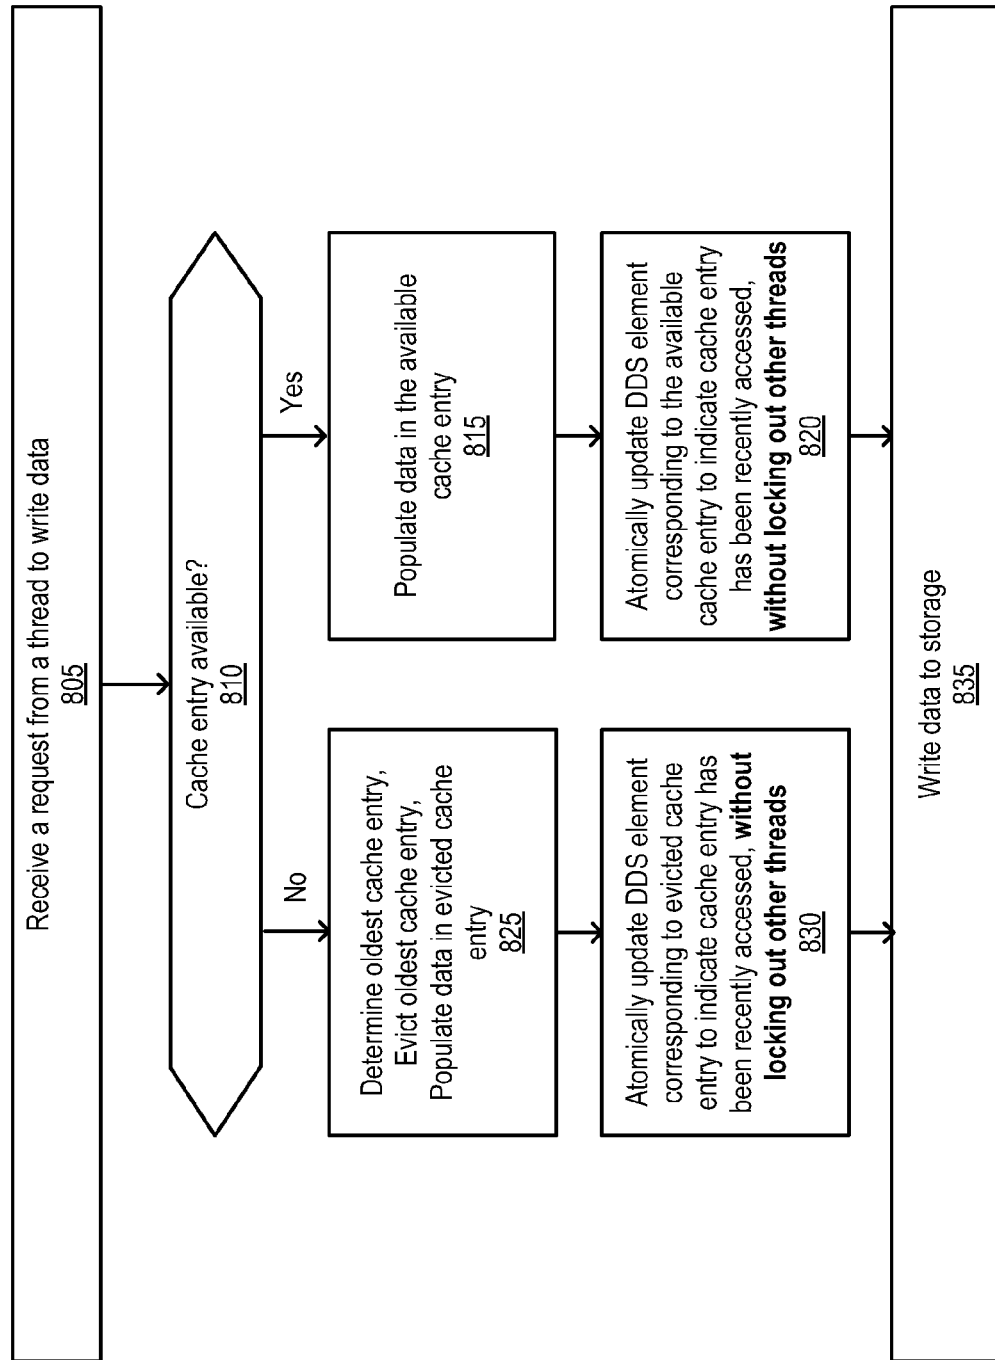 Receive a request from a thread to write data
805
Cache entry available?
810
No
Yes
Determine oldest cache entry,
Evict oldest cache entry,
Populate data in evicted cache
entry
825
Populate data in the available
cache entry
815
Atomically update DDS element
corresponding to evicted cache
entry to indicate cache entry has
been recently accessed, without
locking out other threads
830
Atomically update DDS element
corresponding to the available
cache entry to indicate cache entry
has been recently accessed,
without locking out other threads
820
Write data to storage
835